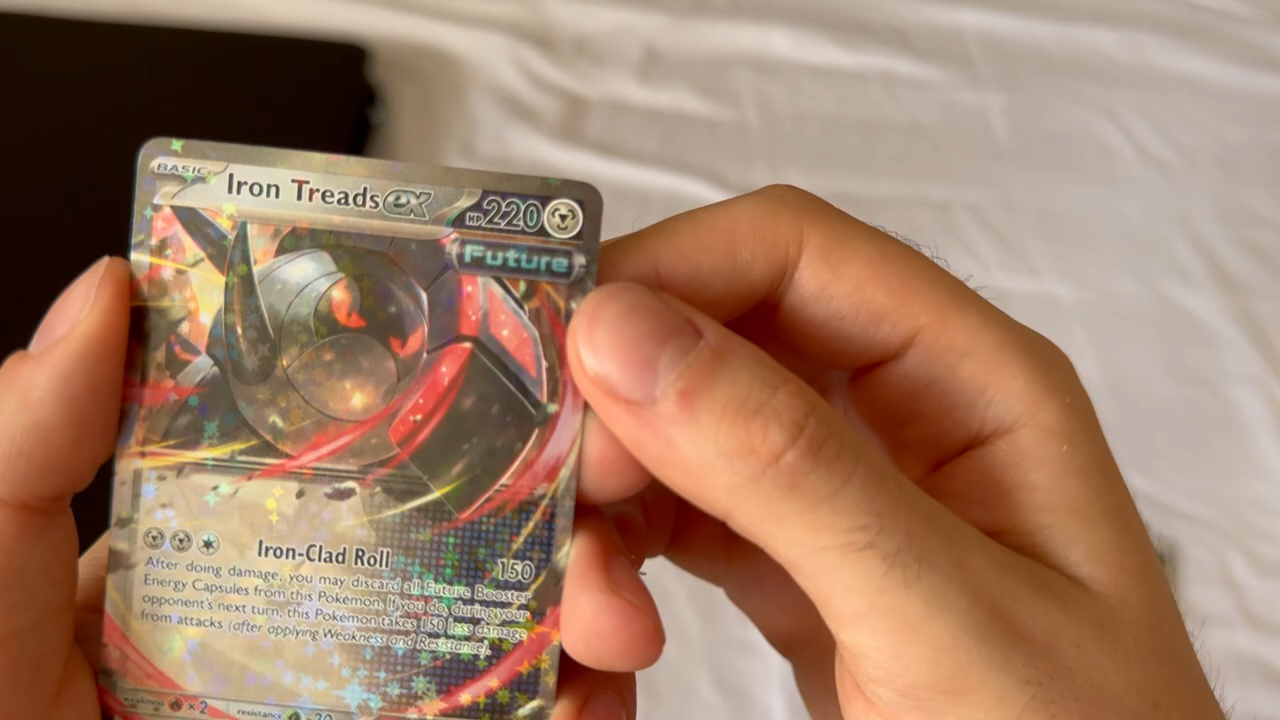 BASIC Iron Treads ex HP 220
Future
Iron-Clad Roll 150
After doing damage, you may discard all Future Booster
Energy Capsules from this Pokémon. If you do, during your
opponent's next turn, this Pokémon takes 150 less damage
from attacks (after applying Weakness and Resistance).
weakness ×2 resistance -30